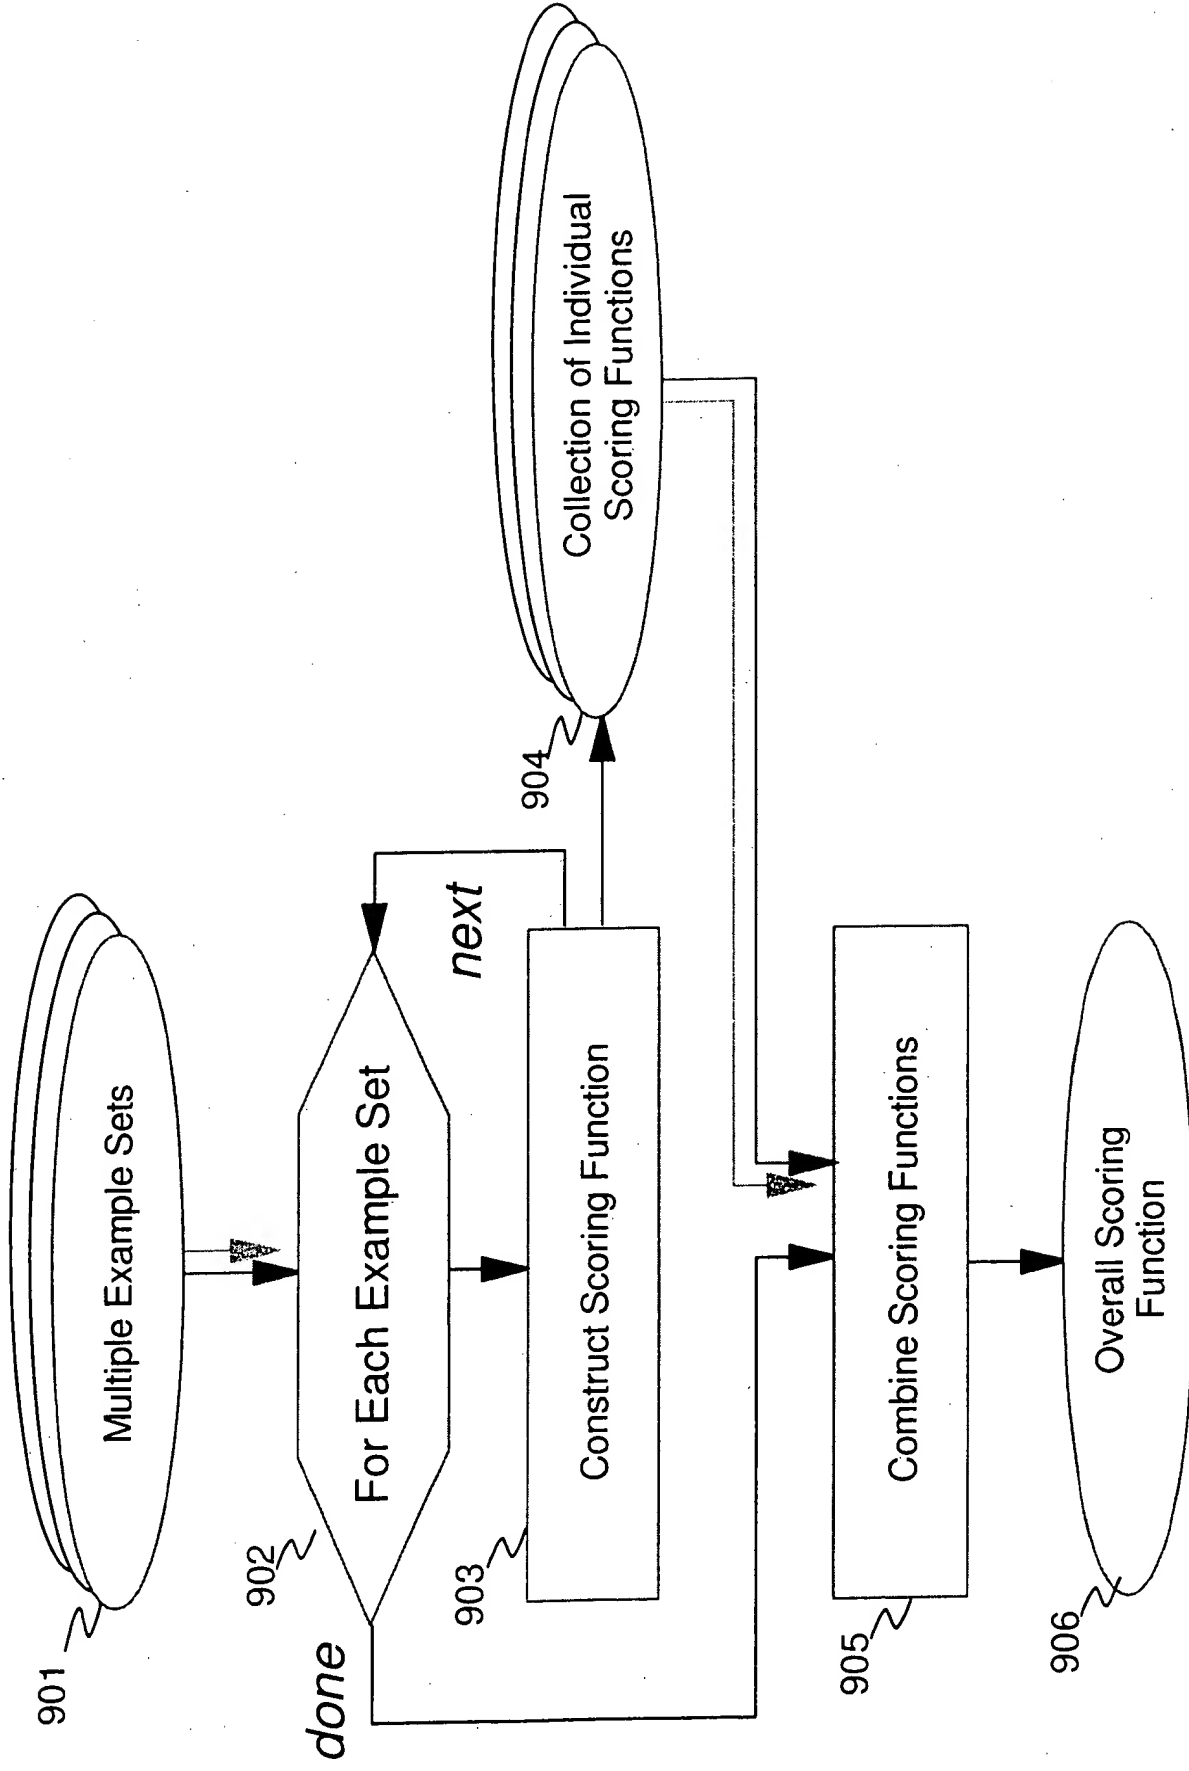 901
Multiple Example Sets
902
For Each Example Set
done
next
903
Construct Scoring Function
904
Collection of Individual
Scoring Functions
905
Combine Scoring Functions
906
Overall Scoring
Function